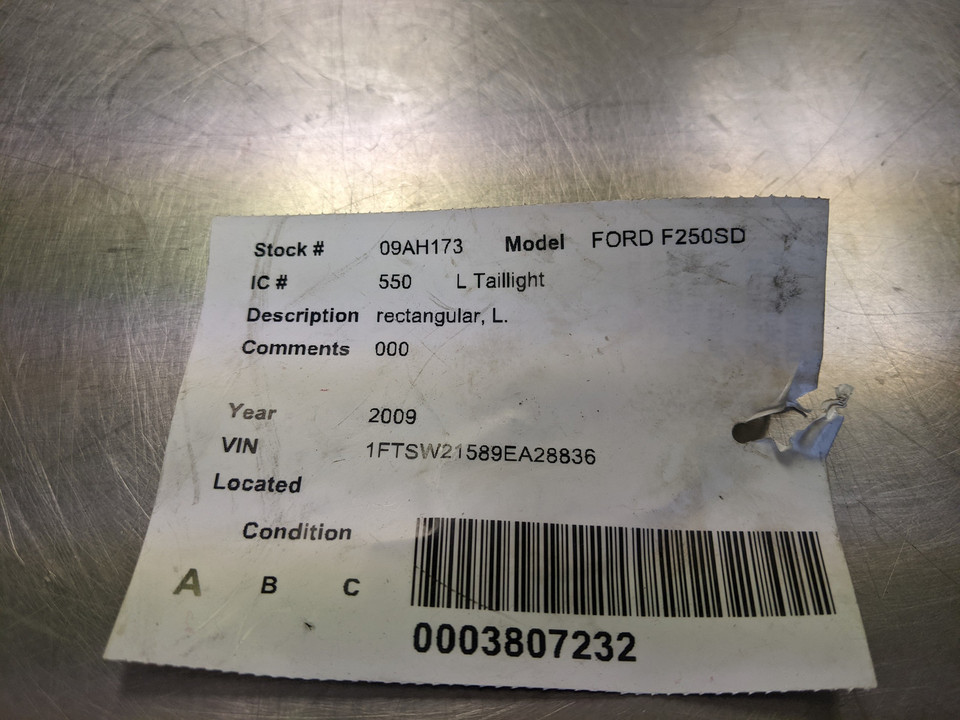 Stock # 09AH173 Model FORD F250SD
IC # 550 L Taillight
Description rectangular, L.
Comments 000
Year 2009
VIN 1FTSW21589EA28836
Located
Condition
A B C
0003807232